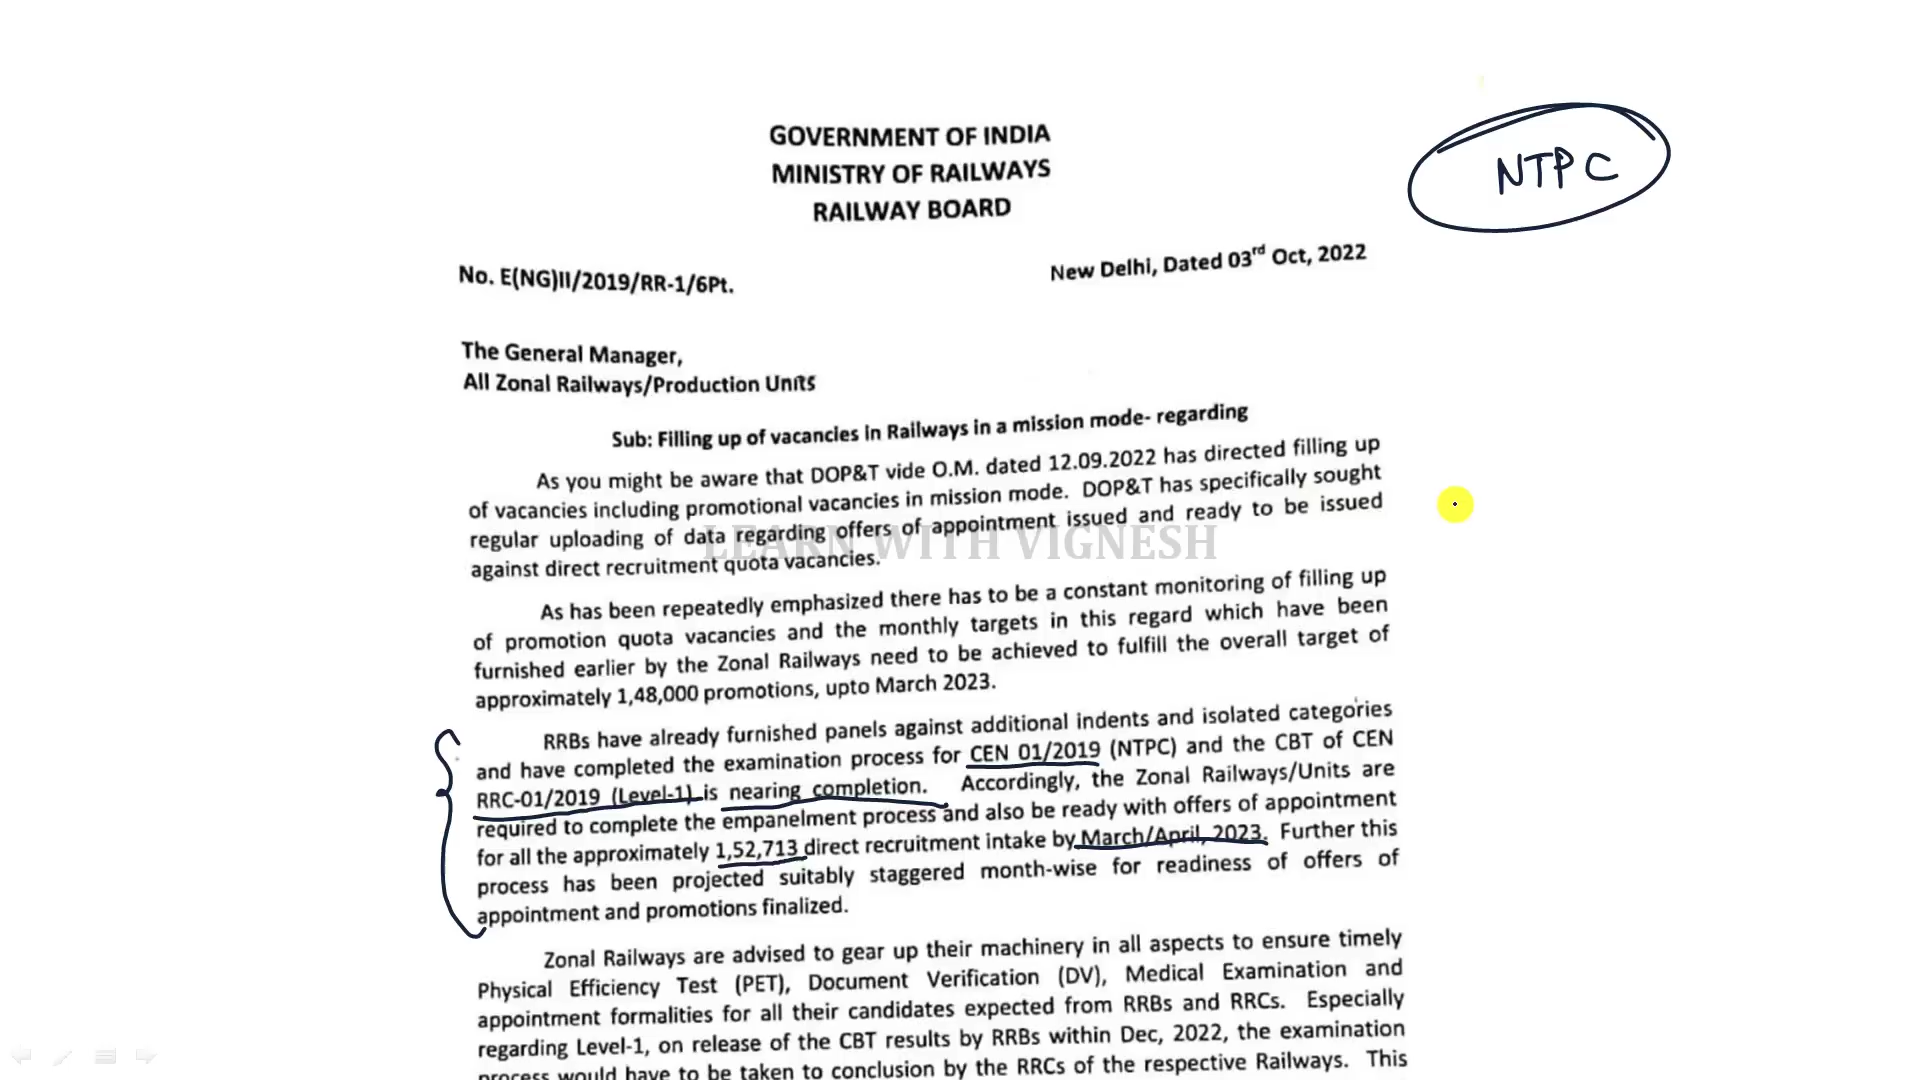 GOVERNMENT OF INDIA
MINISTRY OF RAILWAYS
RAILWAY BOARD
NTPC
No. E(NG)II/2019/RR-1/6Pt.
New Delhi, Dated 03rd Oct, 2022
The General Manager,
All Zonal Railways/Production Units
Sub: Filling up of vacancies in Railways in a mission mode- regarding
As you might be aware that DOP&T vide O.M. dated 12.09.2022 has directed filling up
of vacancies including promotional vacancies in mission mode. DOP&T has specifically sought
regular uploading of data regarding offers of appointment issued and ready to be issued
against direct recruitment quota vacancies.
LEARN WITH VIGNESH
As has been repeatedly emphasized there has to be a constant monitoring of filling up
of promotion quota vacancies and the monthly targets in this regard which have been
furnished earlier by the Zonal Railways need to be achieved to fulfill the overall target of
approximately 1,48,000 promotions, upto March 2023.
RRBs have already furnished panels against additional indents and isolated categories
and have completed the examination process for CEN 01/2019 (NTPC) and the CBT of CEN
RRC-01/2019 (Level-1) is nearing completion. Accordingly, the Zonal Railways/Units are
required to complete the empanelment process and also be ready with offers of appointment
for all the approximately 1,52,713 direct recruitment intake by March/April, 2023. Further this
process has been projected suitably staggered month-wise for readiness of offers of
appointment and promotions finalized.
Zonal Railways are advised to gear up their machinery in all aspects to ensure timely
Physical Efficiency Test (PET), Document Verification (DV), Medical Examination and
appointment formalities for all their candidates expected from RRBs and RRCs. Especially
regarding Level-1, on release of the CBT results by RRBs within Dec, 2022, the examination
process would have to be taken to conclusion by the RRCs of the respective Railways. This